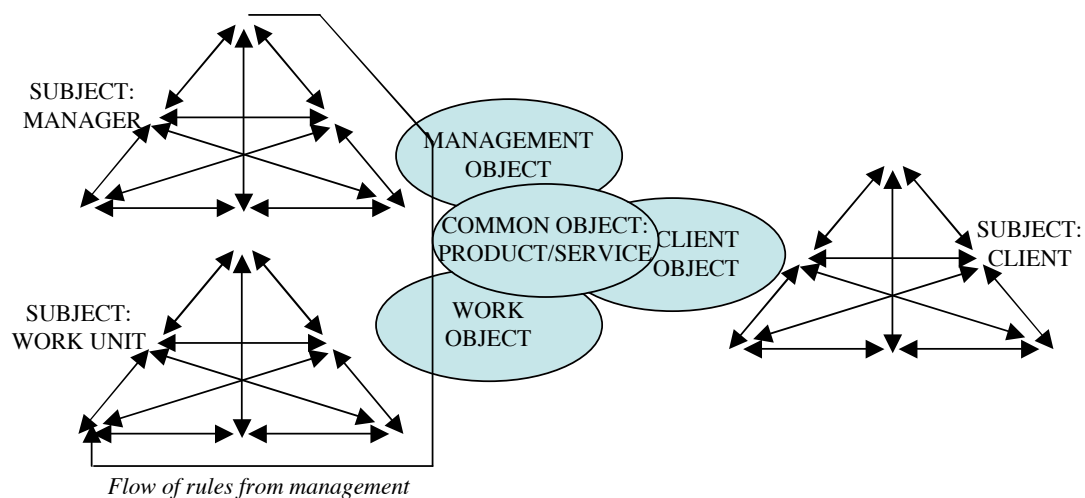 SUBJECT:
MANAGER
MANAGEMENT
OBJECT
COMMON OBJECT:
PRODUCT/SERVICE
CLIENT
OBJECT
SUBJECT:
CLIENT
SUBJECT:
WORK UNIT
WORK
OBJECT
Flow of rules from management